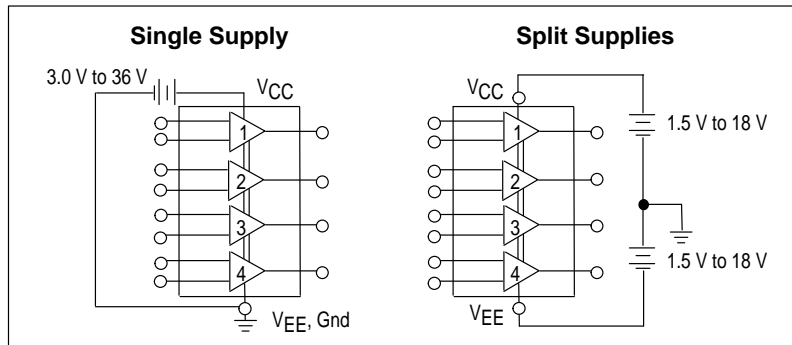 Single Supply
Split Supplies
3.0 V to 36 V
VCC
1
2
3
4
VEE, Gnd
VCC
1
2
3
4
VEE
1.5 V to 18 V
1.5 V to 18 V